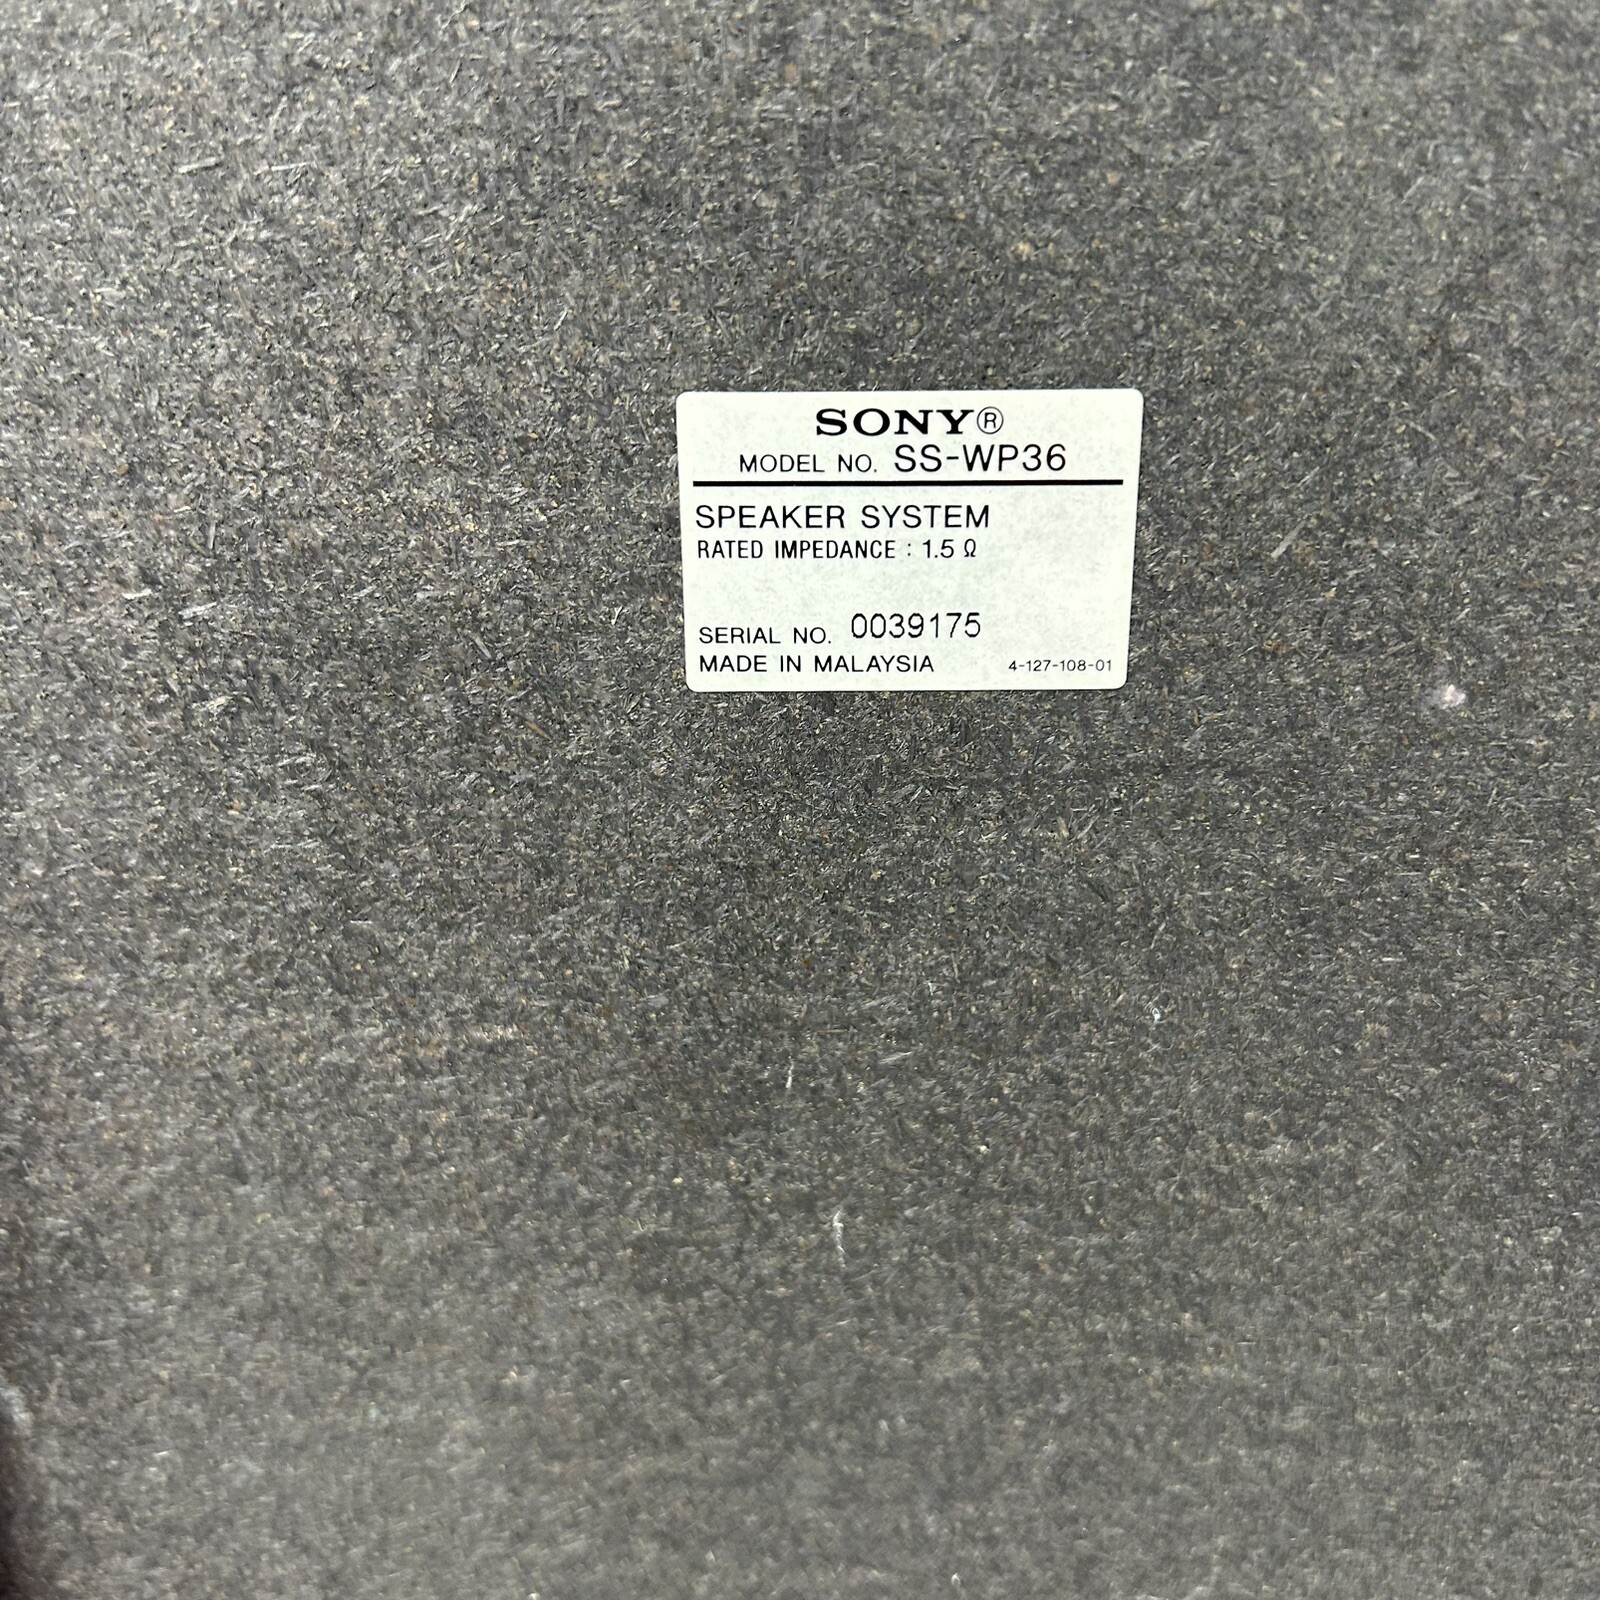 SONY®
MODEL NO. SS-WP36
SPEAKER SYSTEM
RATED IMPEDANCE : 1.5 Ω
SERIAL NO. 0039175
MADE IN MALAYSIA 4-127-108-01